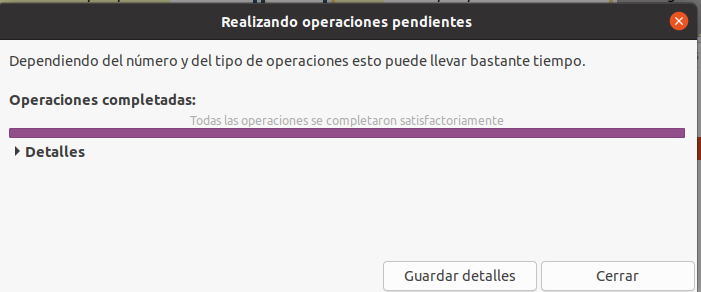 Realizando operaciones pendientes
Dependiendo del número y del tipo de operaciones esto puede llevar bastante tiempo.
Operaciones completadas:
Todas las operaciones se completaron satisfactoriamente
Detalles
Guardar detalles
Cerrar